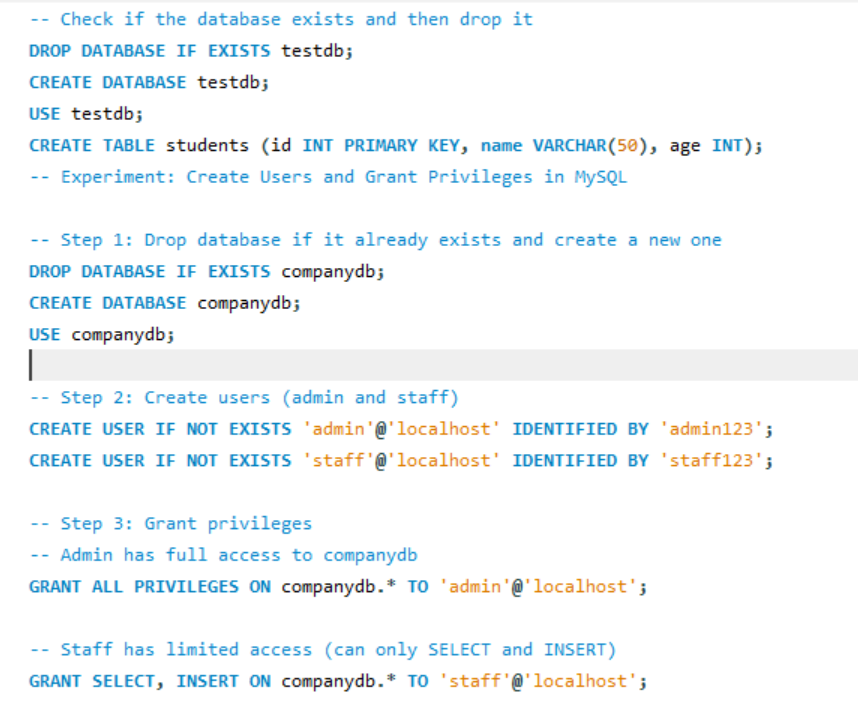 -- Check if the database exists and then drop it
DROP DATABASE IF EXISTS testdb;
CREATE DATABASE testdb;
USE testdb;
CREATE TABLE students (id INT PRIMARY KEY, name VARCHAR(50), age INT);
-- Experiment: Create Users and Grant Privileges in MySQL
-- Step 1: Drop database if it already exists and create a new one
DROP DATABASE IF EXISTS companydb;
CREATE DATABASE companydb;
USE companydb;
-- Step 2: Create users (admin and staff)
CREATE USER IF NOT EXISTS 'admin'@'localhost' IDENTIFIED BY 'admin123';
CREATE USER IF NOT EXISTS 'staff'@'localhost' IDENTIFIED BY 'staff123';
-- Step 3: Grant privileges
-- Admin has full access to companydb
GRANT ALL PRIVILEGES ON companydb.* TO 'admin'@'localhost';
-- Staff has limited access (can only SELECT and INSERT)
GRANT SELECT, INSERT ON companydb.* TO 'staff'@'localhost';